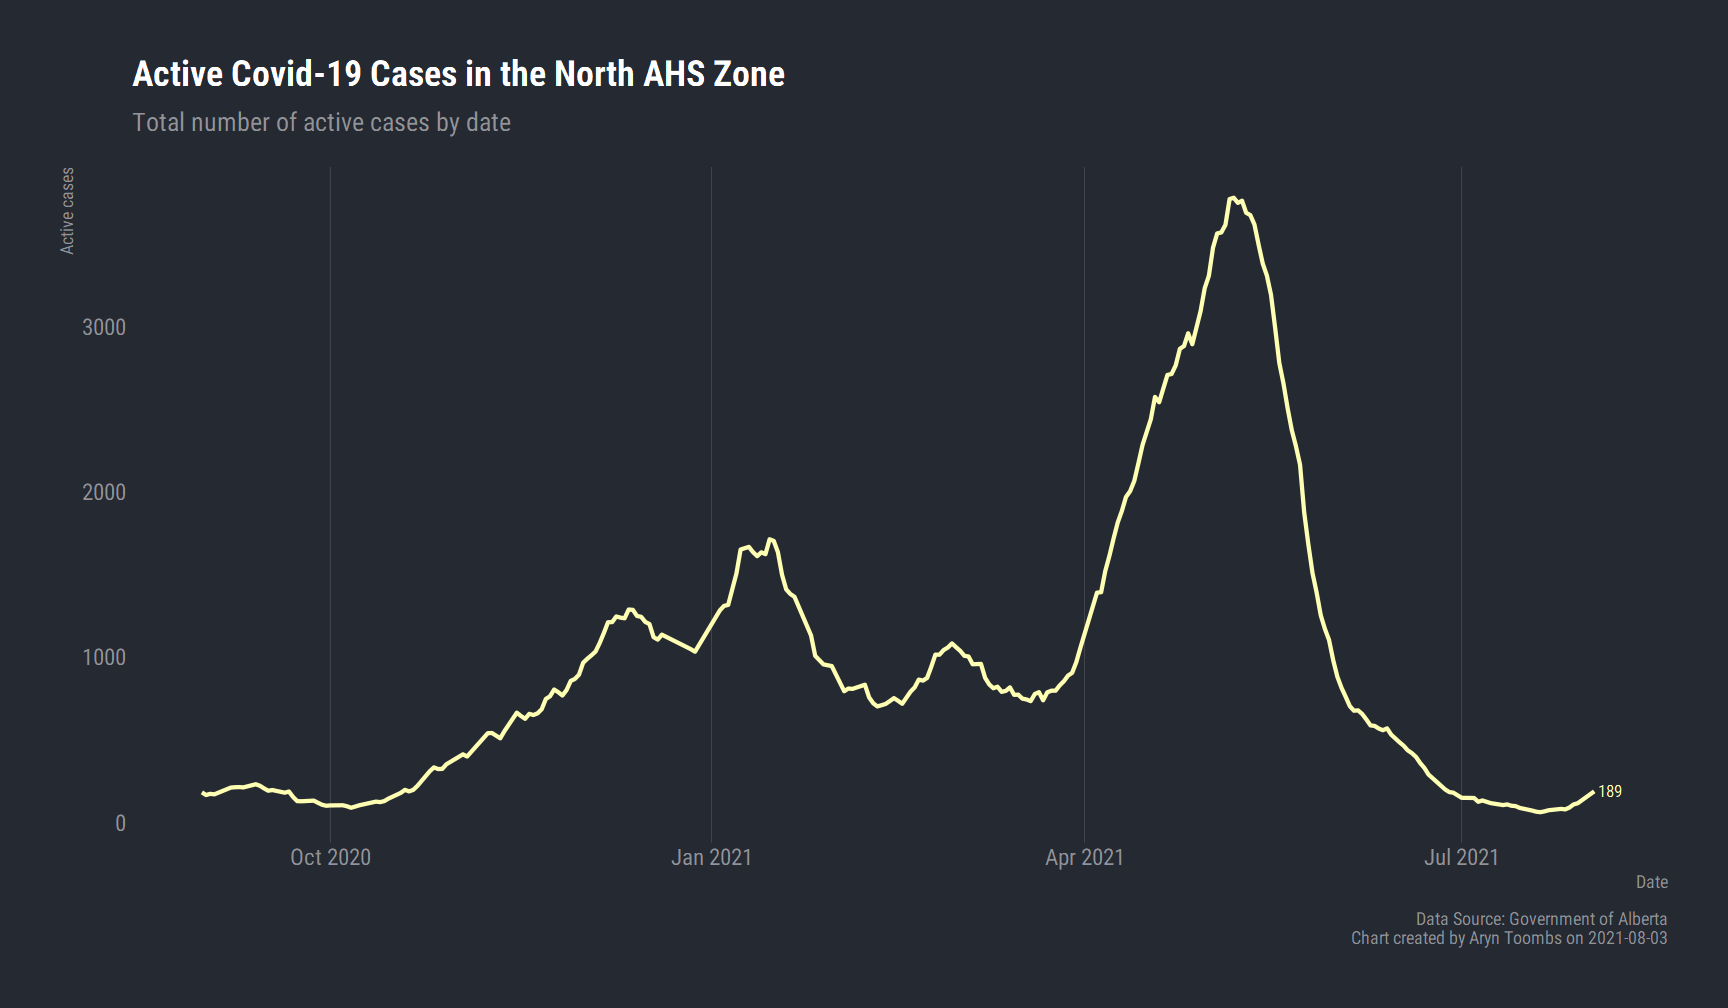 Active Covid-19 Cases in the North AHS Zone
Total number of active cases by date
Active cases
3000
2000
1000
0
189
Oct 2020
Jan 2021
Apr 2021
Jul 2021
Date
Data Source: Government of Alberta
Chart created by Aryn Toombs on 2021-08-03